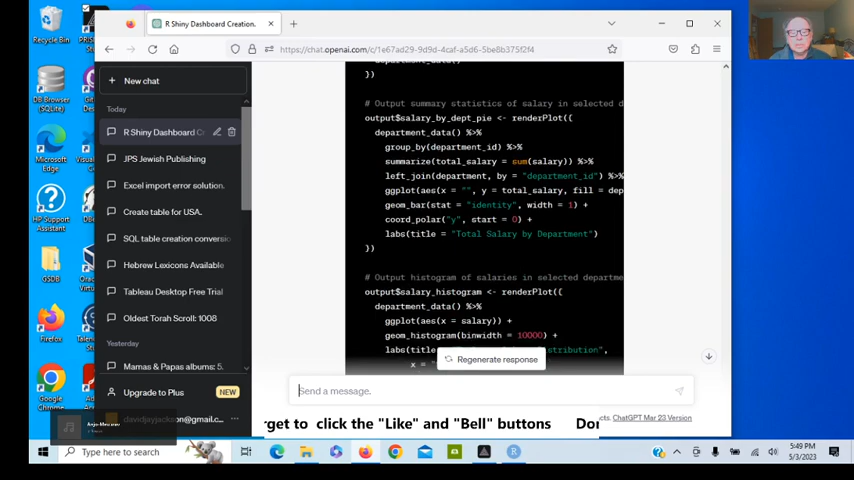 Recycle Bin
PRIS
R Shiny Dashboard Creation.
https://chat.openai.com/c/1e67ad29-9d9d-4caf-a5d6-5be8b375f2f4
DB Browser
(SQLite)
Microsoft
Edge
HP Support
Assistant
GSDB
Firefox
Google
Chrome
New chat
Today
R Shiny Dashboard Cr
JPS Jewish Publishing
Excel import error solution.
Create table for USA.
SQL table creation conversio
Hebrew Lexicons Available
Tableau Desktop Free Trial
Oldest Torah Scroll: 1008
Yesterday
Mamas & Papas albums: 5.
Upgrade to Plus NEW
davidjayjackson@gmail.c...
})
# Output summary statistics of salary in selected d
output$salary_by_dept_pie <- renderPlot({
department_data() %>%
group_by(department_id) %>%
summarize(total_salary = sum(salary)) %>%
left_join(department, by = "department_id") %>%
ggplot(aes(x = "", y = total_salary, fill = dep
geom_bar(stat = "identity", width = 1) +
coord_polar("y", start = 0) +
labs(title = "Total Salary by Department")
})
# Output histogram of salaries in selected departme
output$salary_histogram <- renderPlot({
department_data() %>%
ggplot(aes(x = salary)) +
geom_histogram(binwidth = 10000) +
labs(title
istribution",
Regenerate response
Send a message.
rget to click the "Like" and "Bell" buttons Don
cts. ChatGPT Mar 23 Version
Type here to search
5:49 PM
5/3/2023